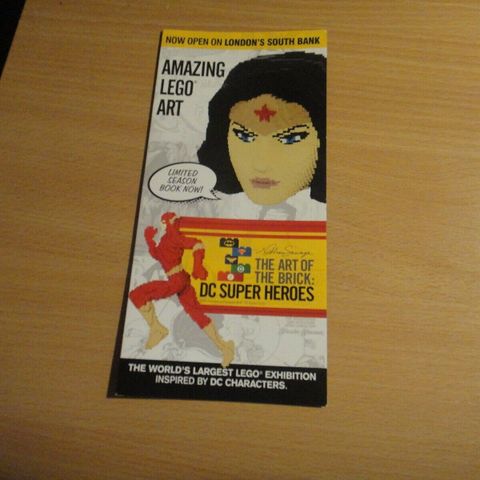 NOW OPEN ON LONDON'S SOUTH BANK
AMAZING
LEGO®
ART
LIMITED
SEASON
BOOK NOW!
THE ART OF
THE BRICK:
DC SUPER HEROES
THE WORLD'S LARGEST LEGO® EXHIBITION
INSPIRED BY DC CHARACTERS.